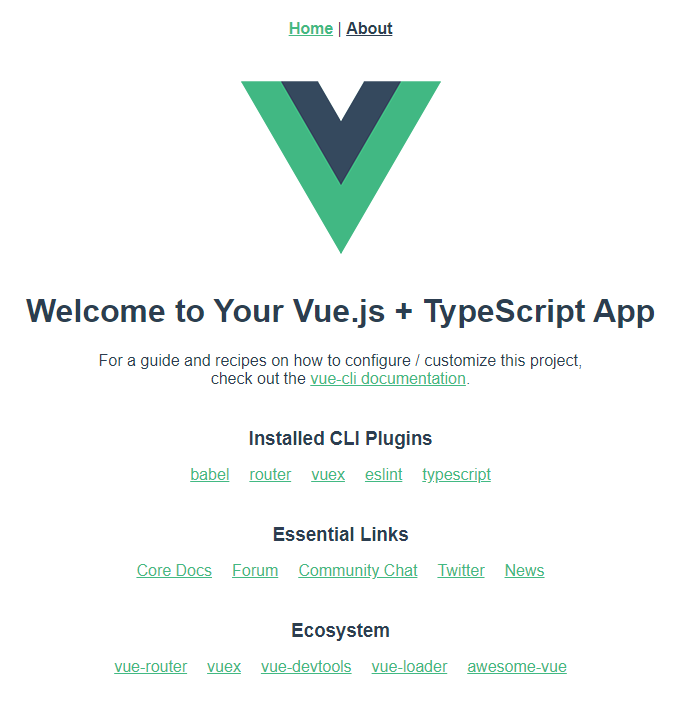 Home | About
Welcome to Your Vue.js + TypeScript App
For a guide and recipes on how to configure / customize this project,
check out the vue-cli documentation.
Installed CLI Plugins
babel router vuex eslint typescript
Essential Links
Core Docs Forum Community Chat Twitter News
Ecosystem
vue-router vuex vue-devtools vue-loader awesome-vue